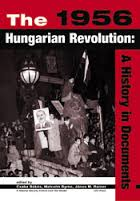 The 1956
Hungarian Revolution:
A History in Documents
edited by
Csaba Békés, Malcolm Byrne, János M. Rainer